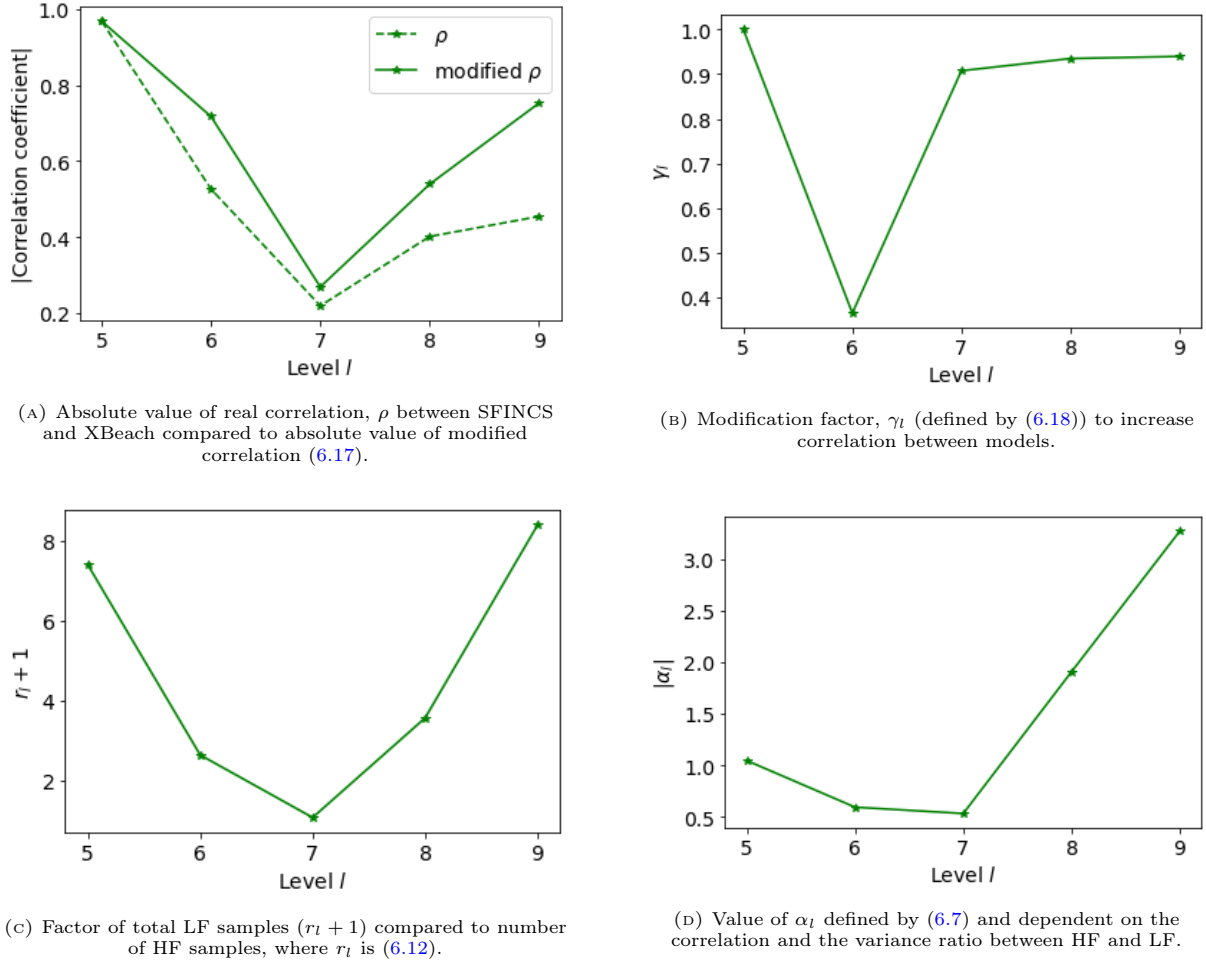 1.0
0.8
0.6
0.4
0.2
|Correlation coefficient|
ρ
modified ρ
5 6 7 8 9
Level l
(A) Absolute value of real correlation, ρ between SFINCS
and XBeach compared to absolute value of modified
correlation (6.17).
1.0
0.9
0.8
0.7
0.6
0.5
0.4
γl
5 6 7 8 9
Level l
(B) Modification factor, γl (defined by (6.18)) to increase
correlation between models.
8
6
4
2
rl + 1
5 6 7 8 9
Level l
(C) Factor of total LF samples (rl + 1) compared to number
of HF samples, where rl is (6.12).
3.0
2.5
2.0
1.5
1.0
0.5
|αl|
5 6 7 8 9
Level l
(D) Value of αl defined by (6.7) and dependent on the
correlation and the variance ratio between HF and LF.